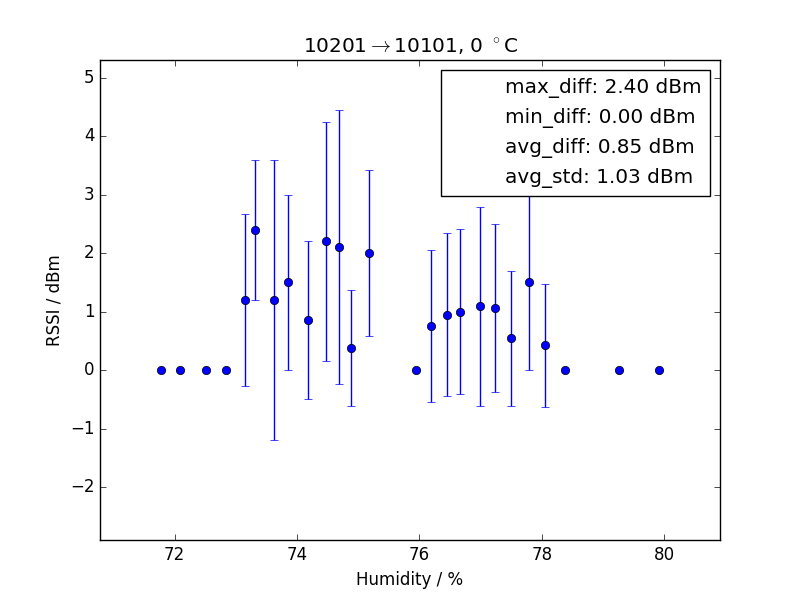 10201→10101, 0 °C
max_diff: 2.40 dBm
min_diff: 0.00 dBm
avg_diff: 0.85 dBm
avg_std: 1.03 dBm
RSSI / dBm
5
4
3
2
1
0
−1
−2
72 74 76 78 80
Humidity / %